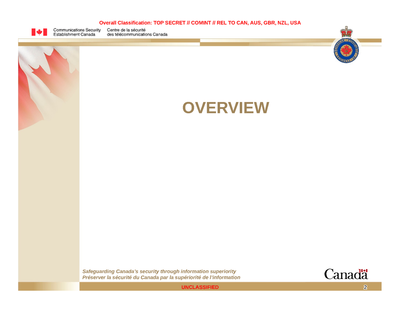 Overall Classification: TOP SECRET // COMINT // REL TO CAN, AUS, GBR, NZL, USA
Communications Security Centre de la sécurité
Establishment Canada des télécommunications Canada
OVERVIEW
Safeguarding Canada's security through information superiority
Préserver la sécurité du Canada par la supériorité de l'information
Canada
UNCLASSIFIED